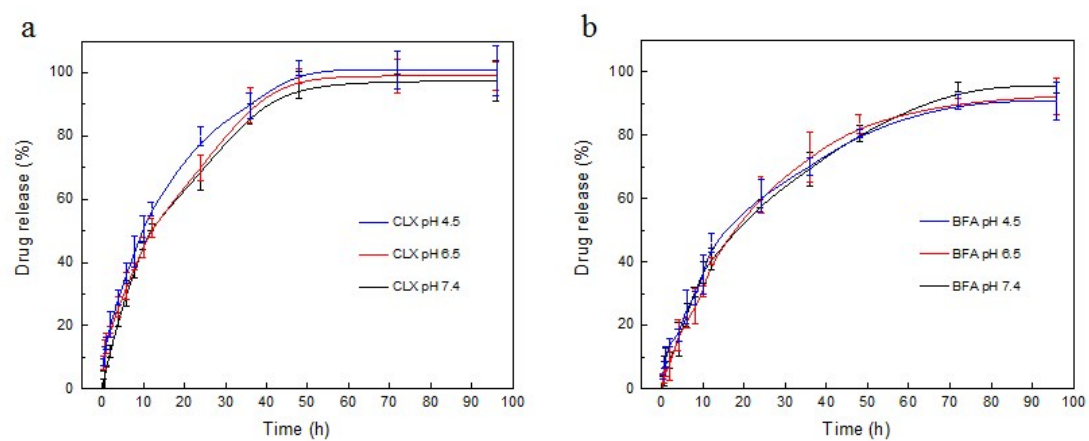 a
Drug release (%)
100
80
60
40
20
0
CLX pH 4.5
CLX pH 6.5
CLX pH 7.4
0 10 20 30 40 50 60 70 80 90 100
Time (h)
b
Drug release (%)
100
80
60
40
20
0
BFA pH 4.5
BFA pH 6.5
BFA pH 7.4
0 10 20 30 40 50 60 70 80 90 100
Time (h)